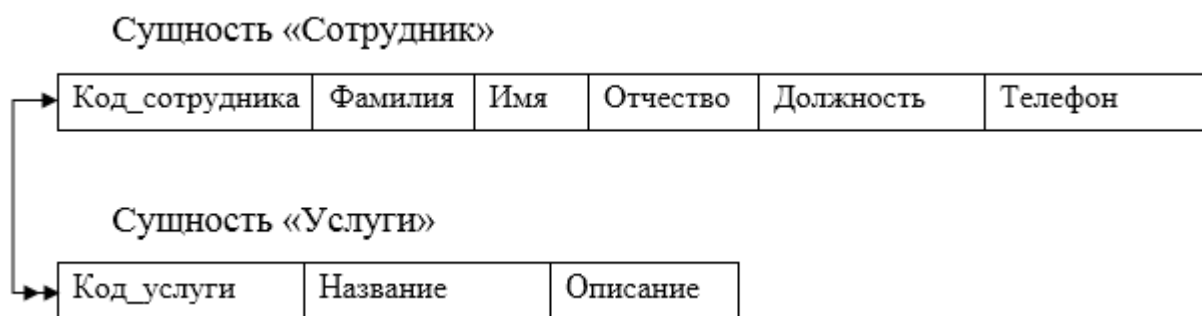 Сущность «Сотрудник»
Код_сотрудника Фамилия Имя Отчество Должность Телефон
Сущность «Услуги»
Код_услуги Название Описание